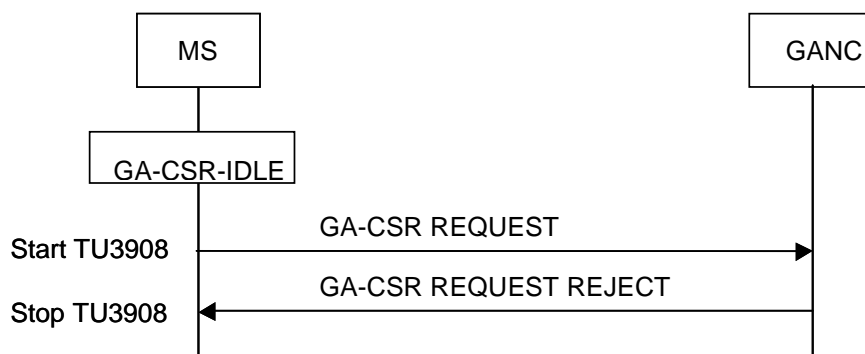 MS
GANC
GA-CSR-IDLE
GA-CSR REQUEST
Start TU3908
GA-CSR REQUEST REJECT
Stop TU3908